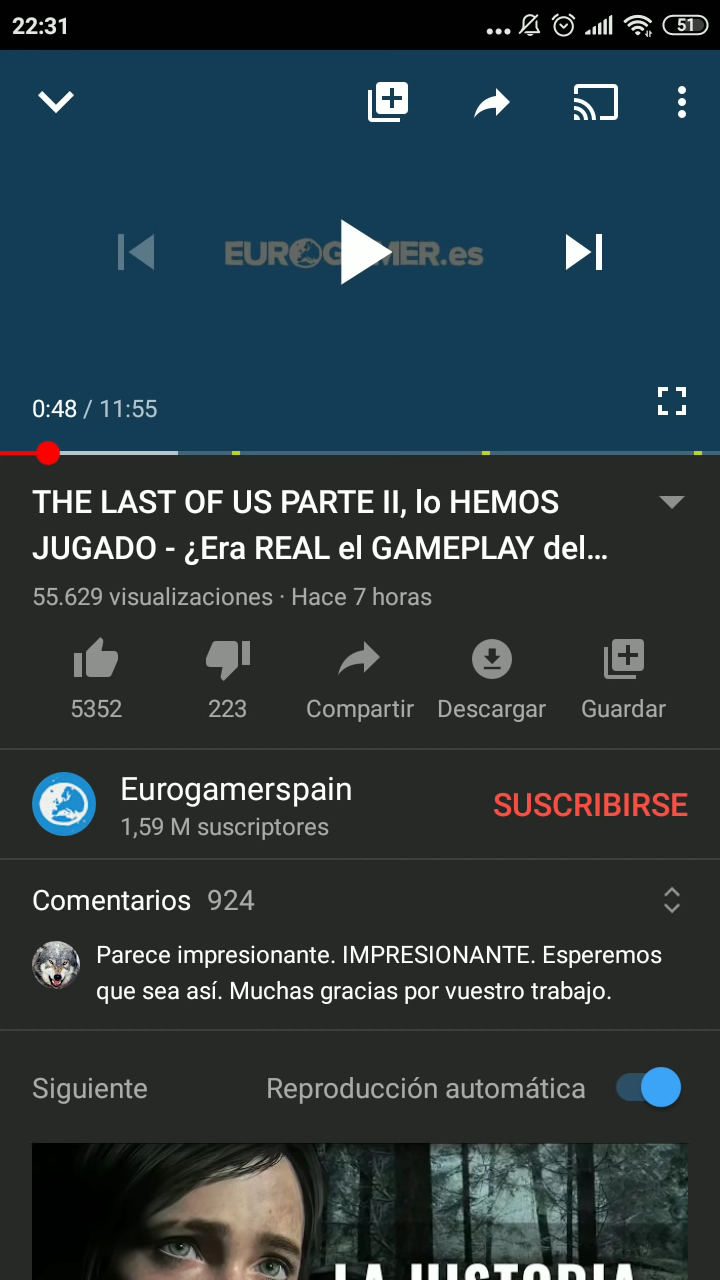 22:31
51
EUROGAMER.es
0:48 / 11:55
THE LAST OF US PARTE II, lo HEMOS
JUGADO - ¿Era REAL el GAMEPLAY del...
55.629 visualizaciones · Hace 7 horas
5352
223
Compartir
Descargar
Guardar
Eurogamerspain
SUSCRIBIRSE
1,59 M suscriptores
Comentarios 924
Parece impresionante. IMPRESIONANTE. Esperemos
que sea así. Muchas gracias por vuestro trabajo.
Siguiente
Reproducción automática
LA HISTORIA